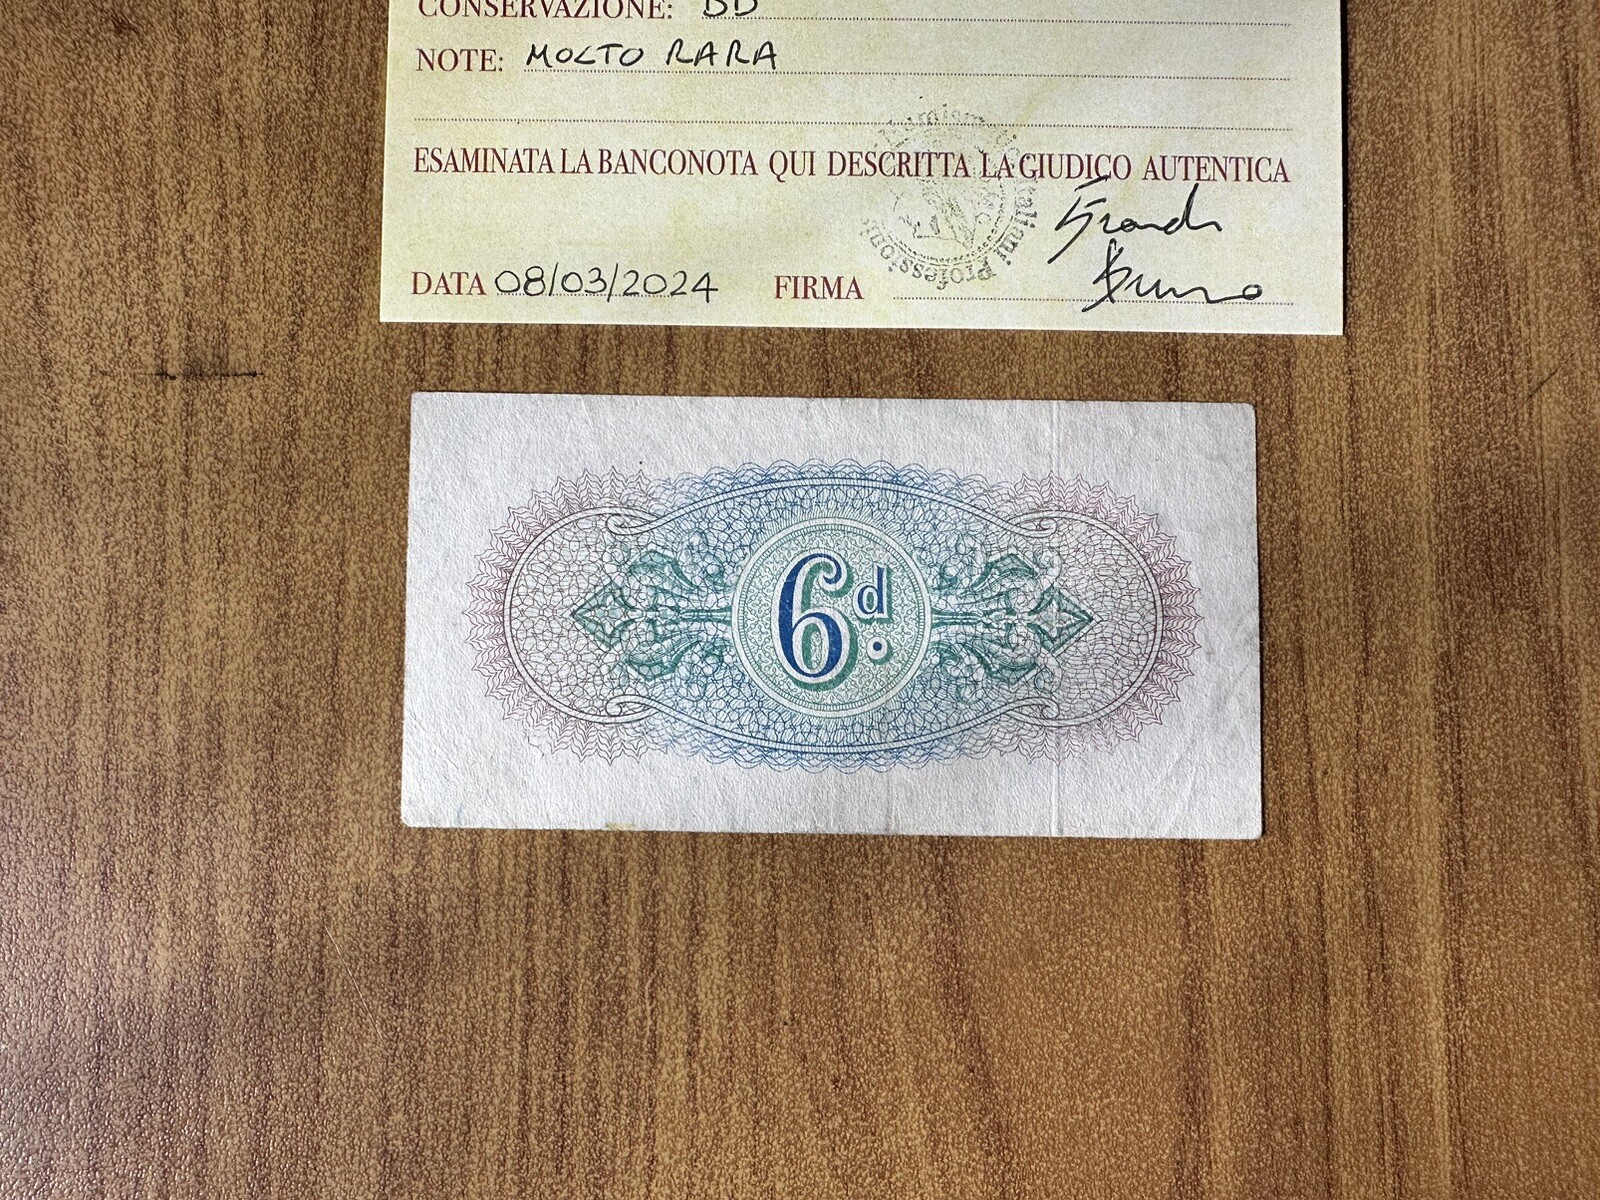 CONSERVAZIONE: BB
NOTE: MOLTO RARA
ESAMINATA LA BANCONOTA QUI DESCRITTA LA GIUDICO AUTENTICA
DATA 08/03/2024 FIRMA
6d.